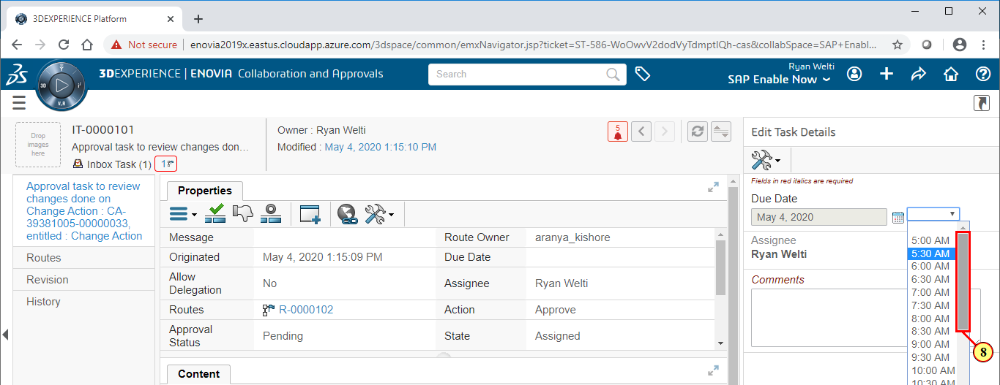 3DEXPERIENCE Platform
Not secure
enovia2019x.eastus.cloudapp.azure.com/3dspace/common/emxNavigator.jsp?ticket=ST-586-WoOwvV2dodVyTdmptIQh-cas&collabSpace=SAP+Enabl...
3DEXPERIENCE | ENOVIA Collaboration and Approvals
Search
Ryan Welti
SAP Enable Now
3D
V.R
Drop images here
IT-0000101
Approval task to review changes don...
Inbox Task (1)
1
Owner : Ryan Welti
Modified : May 4, 2020 1:15:10 PM
5
Approval task to review
changes done on
Change Action : CA-
39381005-00000033,
entitled : Change Action
Routes
Revision
History
Properties
Message
Route Owner aranya_kishore
Originated May 4, 2020 1:15:09 PM Due Date
Allow Delegation No Assignee Ryan Welti
Routes R-0000102 Action Approve
Approval Status Pending State Assigned
Content
Edit Task Details
Fields in red italics are required
Due Date
May 4, 2020
Assignee
Ryan Welti
Comments
5:00 AM
5:30 AM
6:00 AM
6:30 AM
7:00 AM
7:30 AM
8:00 AM
8:30 AM
9:00 AM
9:30 AM
10:00 AM
10:30 AM
8